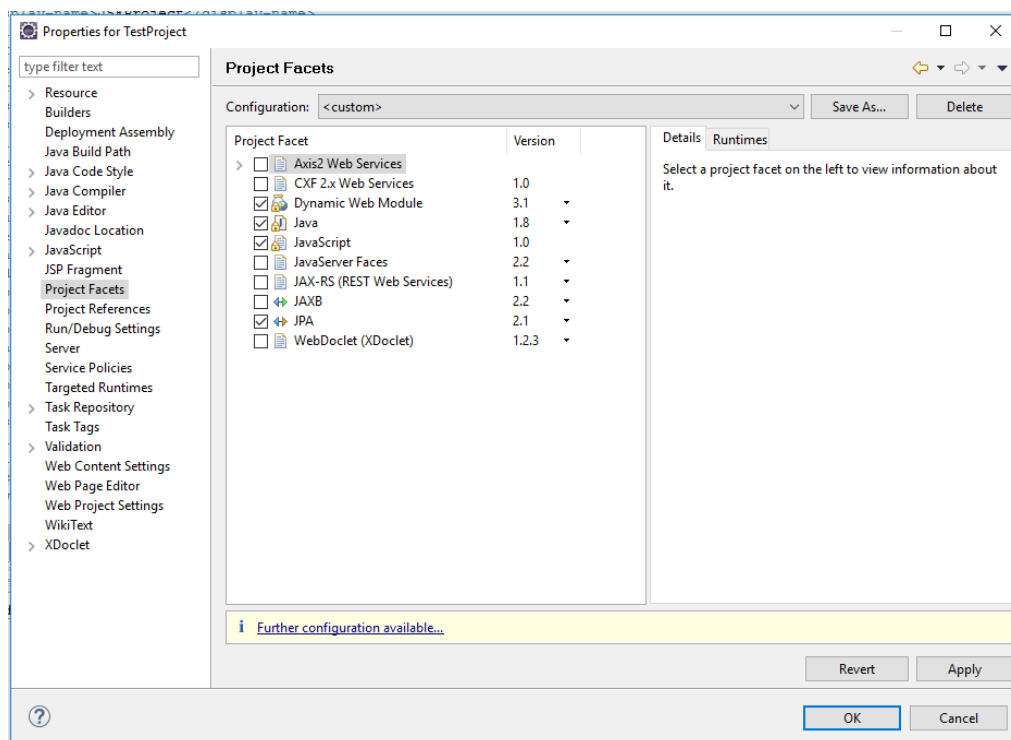 play-name>JSXProject</display-name>
Properties for TestProject
type filter text
Project Facets
Resource
Builders
Deployment Assembly
Java Build Path
Java Code Style
Java Compiler
Java Editor
Javadoc Location
JavaScript
JSP Fragment
Project Facets
Project References
Run/Debug Settings
Server
Service Policies
Targeted Runtimes
Task Repository
Task Tags
Validation
Web Content Settings
Web Page Editor
Web Project Settings
WikiText
XDoclet
Configuration: <custom> Save As... Delete
Project Facet Version
Axis2 Web Services
CXF 2.x Web Services 1.0
Dynamic Web Module 3.1
Java 1.8
JavaScript 1.0
JavaServer Faces 2.2
JAX-RS (REST Web Services) 1.1
JAXB 2.2
JPA 2.1
WebDoclet (XDoclet) 1.2.3
Details Runtimes
Select a project facet on the left to view information about
it.
i Further configuration available...
Revert Apply
? OK Cancel